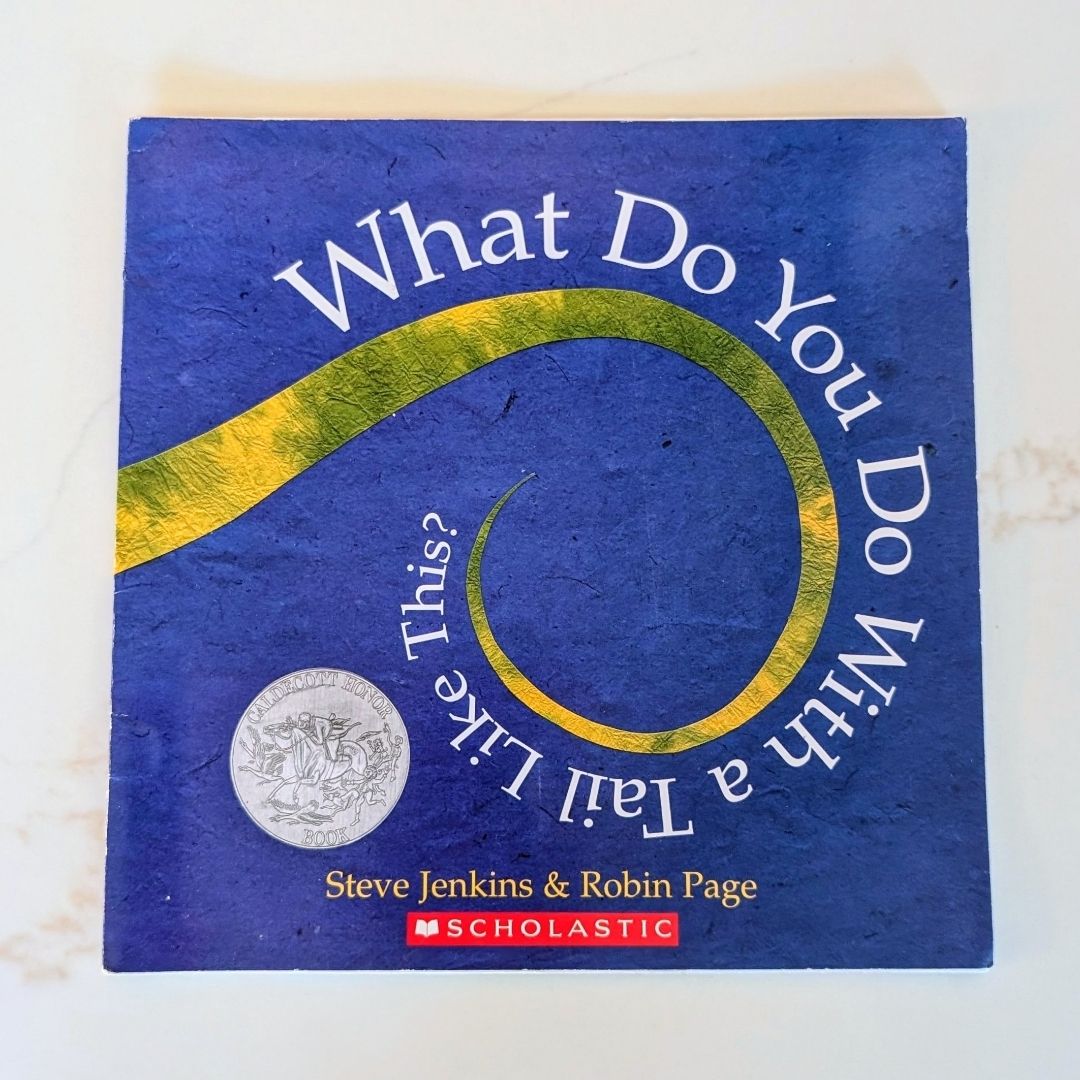 What Do You Do With a Tail Like This?
CALDECOTT HONOR
BOOK
Steve Jenkins & Robin Page
SCHOLASTIC